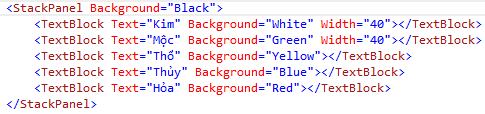 <StackPanel Background="Black">
<TextBlock Text="Kim" Background="White" Width="40"></TextBlock>
<TextBlock Text="Mộc" Background="Green" Width="40"></TextBlock>
<TextBlock Text="Thổ" Background="Yellow"></TextBlock>
<TextBlock Text="Thủy" Background="Blue"></TextBlock>
<TextBlock Text="Hỏa" Background="Red"></TextBlock>
</StackPanel>